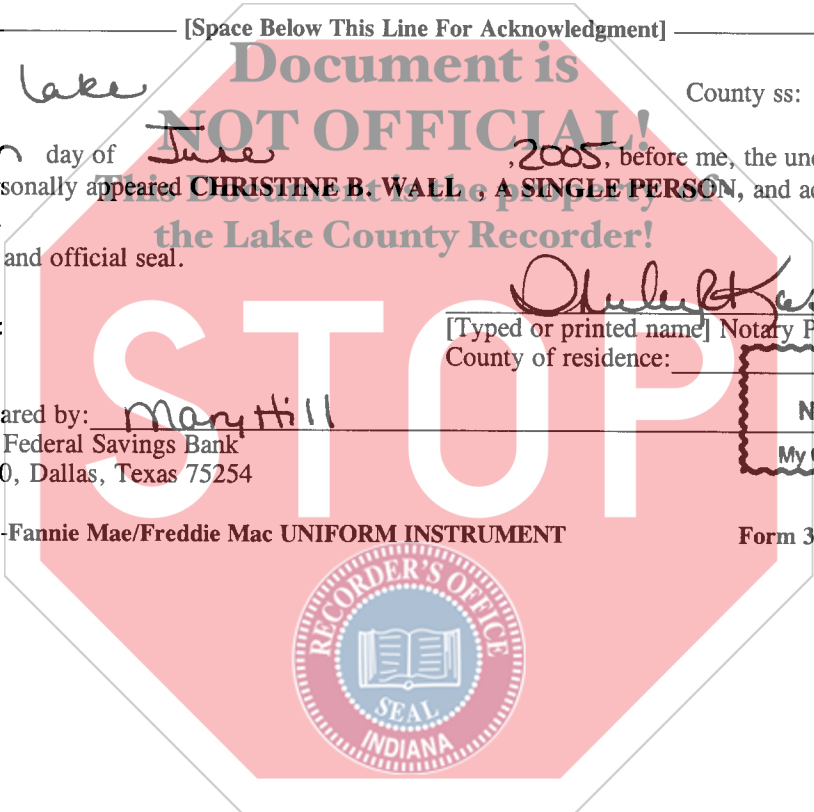 [Space Below This Line For Acknowledgment]
Document is
Lake County ss:
NOT OFFICIAL!
day of June , 2005, before me, the und
sonally appeared CHRISTINE B. WALL , A SINGLE PERSON, and ac
This Document is the property of
the Lake County Recorder!
and official seal.
STOP
[Typed or printed name] Notary P
County of residence:
N
ared by: Mary Hill
My C
Federal Savings Bank
0, Dallas, Texas 75254
-Fannie Mae/Freddie Mac UNIFORM INSTRUMENT Form 3
RECORDER'S OFFICE
SEAL
INDIANA